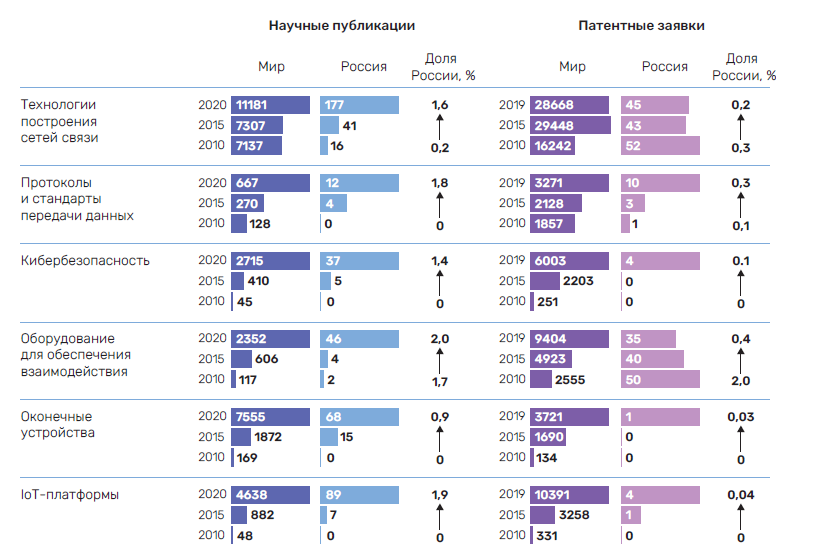 Научные публикации Патентные заявки
Мир Россия Доля России, % Мир Россия Доля России, %
Технологии построения сетей связи
2020 11181 177 1,6 2019 28668 45 0,2
2015 7307 41 2015 29448 43
2010 7137 16 0,2 2010 16242 52 0,3
Протоколы и стандарты передачи данных
2020 667 12 1,8 2019 3271 10 0,3
2015 270 4 2015 2128 3
2010 128 0 0 2010 1857 1 0,1
Кибербезопасность
2020 2715 37 1,4 2019 6003 4 0.1
2015 410 5 2015 2203 0
2010 45 0 0 2010 251 0 0
Оборудование для обеспечения взаимодействия
2020 2352 46 2,0 2019 9404 35 0,4
2015 606 4 2015 4923 40
2010 117 2 1,7 2010 2555 50 2,0
Оконечные устройства
2020 7555 68 0,9 2019 3721 1 0,03
2015 1872 15 2015 1690 0
2010 169 0 0 2010 134 0 0
IoT-платформы
2020 4638 89 1,9 2019 10391 4 0,04
2015 882 7 2015 3258 1
2010 48 0 0 2010 331 0 0